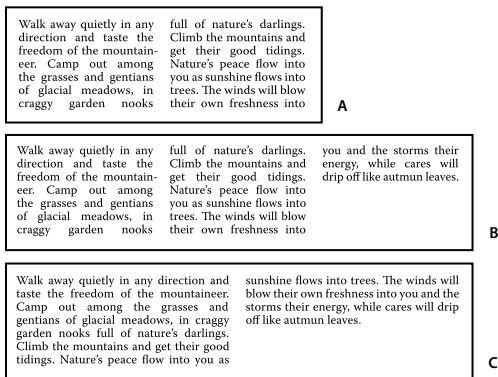 Walk away quietly in any
direction and taste the
freedom of the mountain-
eer. Camp out among
the grasses and gentians
of glacial meadows, in
craggy garden nooks
full of nature's darlings.
Climb the mountains and
get their good tidings.
Nature's peace flow into
you as sunshine flows into
trees. The winds will blow
their own freshness into
A
Walk away quietly in any
direction and taste the
freedom of the mountain-
eer. Camp out among
the grasses and gentians
of glacial meadows, in
craggy garden nooks
full of nature's darlings.
Climb the mountains and
get their good tidings.
Nature's peace flow into
you as sunshine flows into
trees. The winds will blow
their own freshness into
you and the storms their
energy, while cares will
drip off like autmun leaves.
B
Walk away quietly in any direction and
taste the freedom of the mountaineer.
Camp out among the grasses and
gentians of glacial meadows, in craggy
garden nooks full of nature's darlings.
Climb the mountains and get their good
tidings. Nature's peace flow into you as
sunshine flows into trees. The winds will
blow their own freshness into you and the
storms their energy, while cares will drip
off like autmun leaves.
C